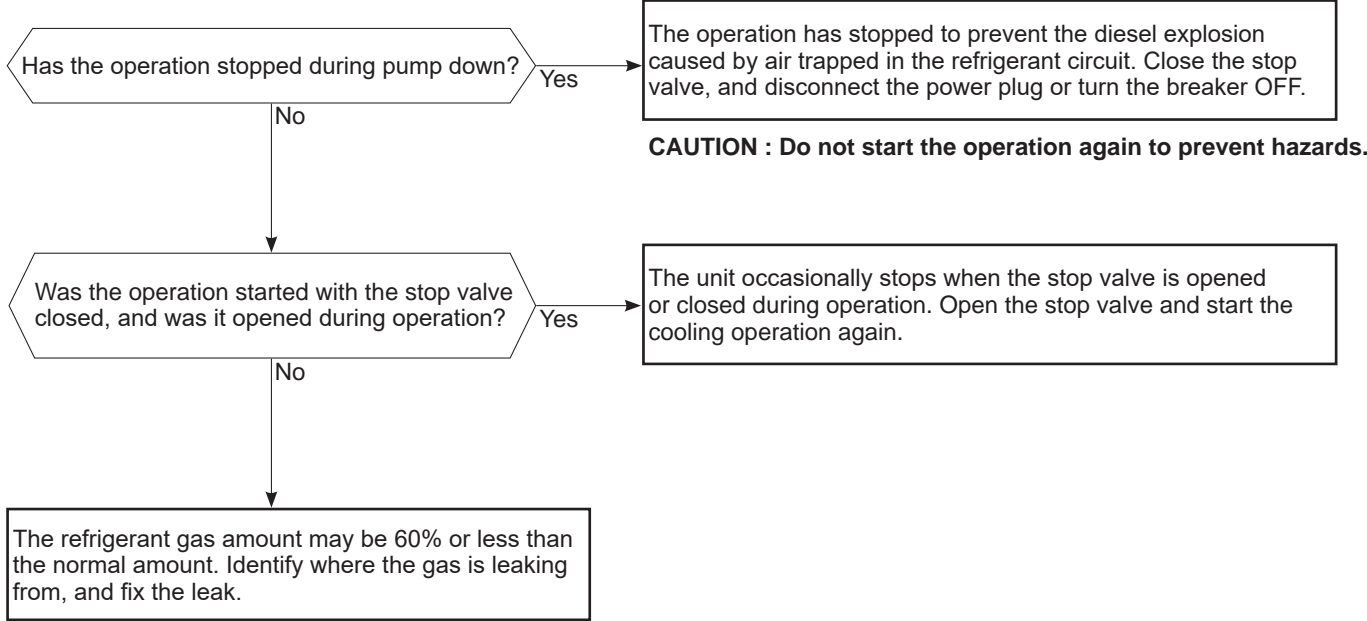 Has the operation stopped during pump down?
Yes
The operation has stopped to prevent the diesel explosion
caused by air trapped in the refrigerant circuit. Close the stop
valve, and disconnect the power plug or turn the breaker OFF.
No
CAUTION : Do not start the operation again to prevent hazards.
Was the operation started with the stop valve
closed, and was it opened during operation?
Yes
The unit occasionally stops when the stop valve is opened
or closed during operation. Open the stop valve and start the
cooling operation again.
No
The refrigerant gas amount may be 60% or less than
the normal amount. Identify where the gas is leaking
from, and fix the leak.